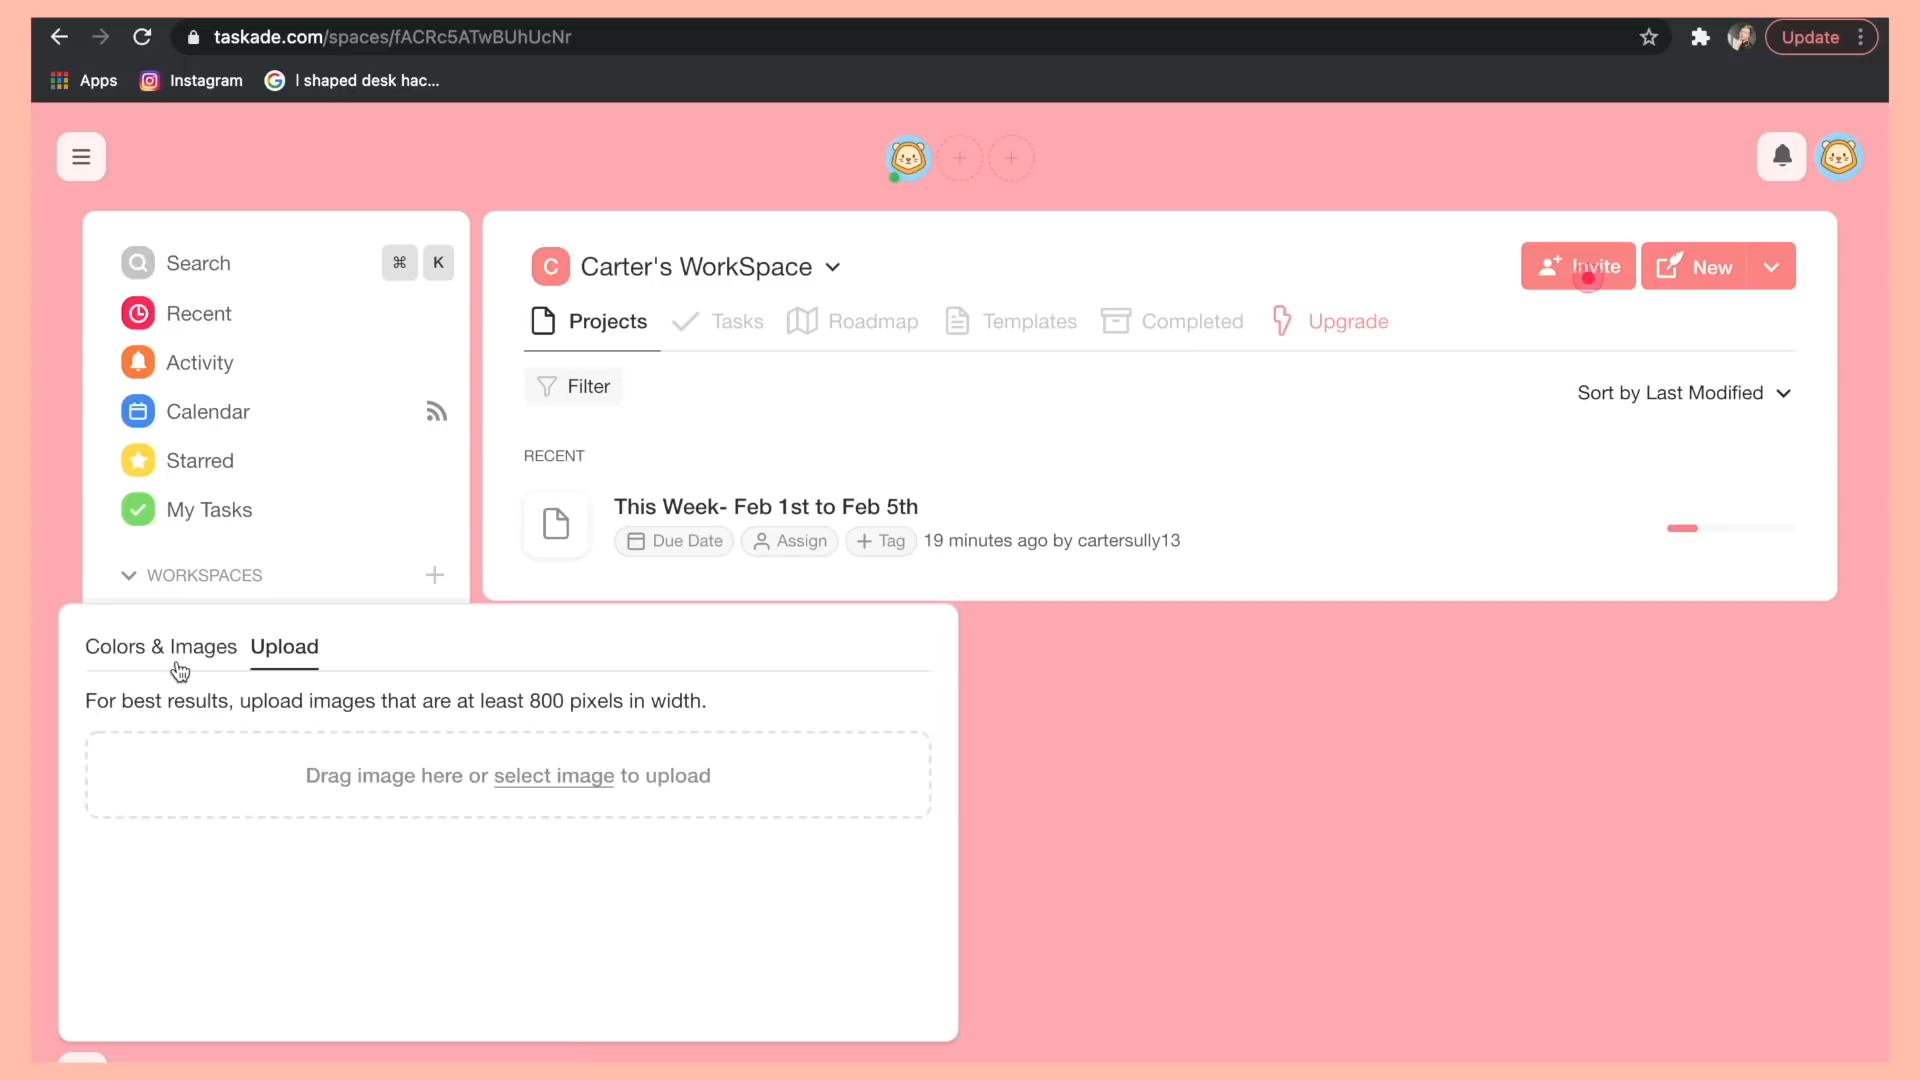 taskade.com/spaces/fACRc5ATwBUhUcNr
Update
Apps
Instagram
I shaped desk hac...
Search
⌘ K
Recent
Activity
Calendar
Starred
My Tasks
WORKSPACES
C Carter's WorkSpace
Invite
New
Projects
Tasks
Roadmap
Templates
Completed
Upgrade
Filter
Sort by Last Modified
RECENT
This Week- Feb 1st to Feb 5th
Due Date
Assign
+ Tag
19 minutes ago by cartersully13
Colors & Images
Upload
For best results, upload images that are at least 800 pixels in width.
Drag image here or select image to upload